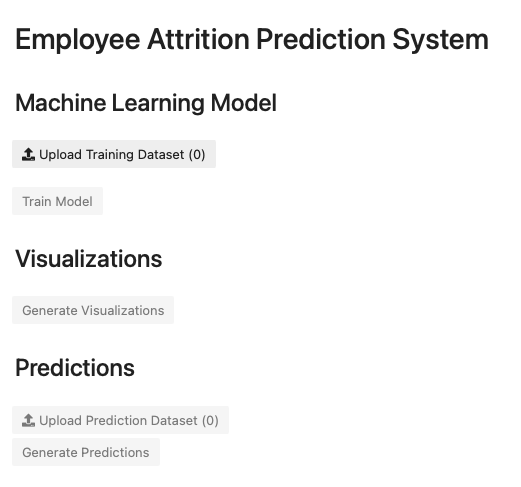 Employee Attrition Prediction System
Machine Learning Model
Upload Training Dataset (0)
Train Model
Visualizations
Generate Visualizations
Predictions
Upload Prediction Dataset (0)
Generate Predictions